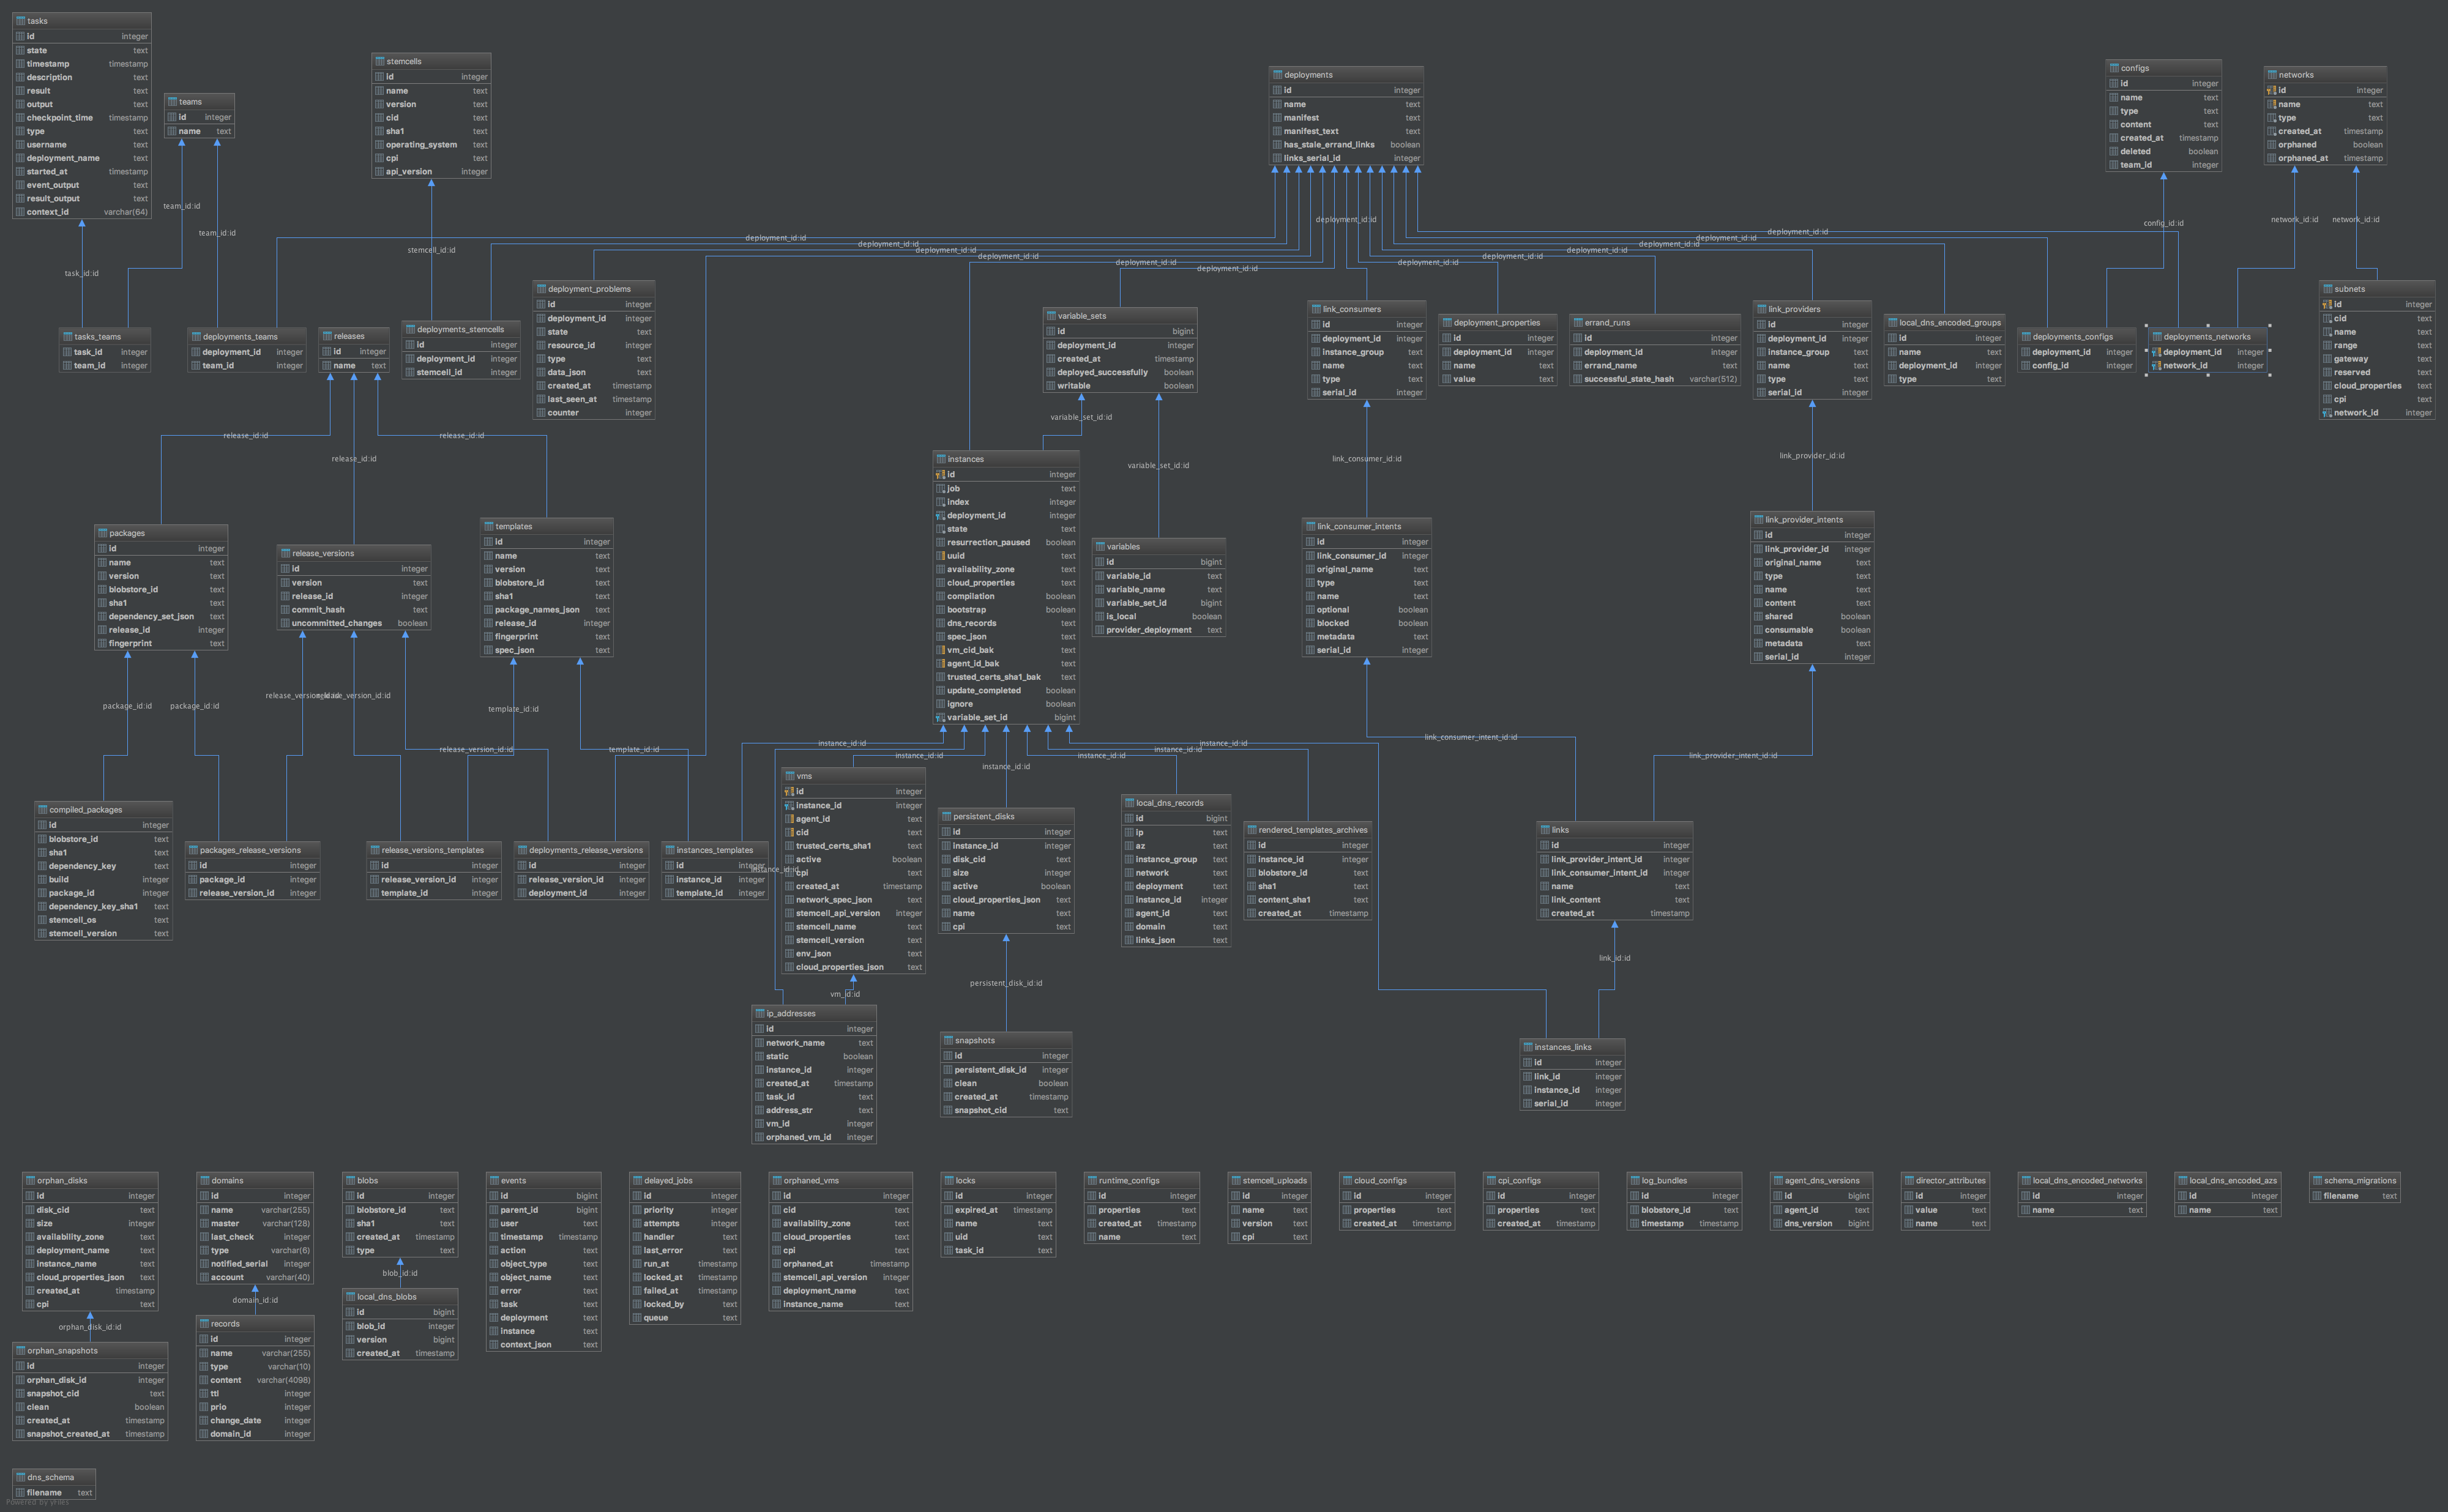 tasks
id integer
state text
timestamp timestamp
description text
result text
output text
checkpoint_time timestamp
type text
username text
deployment_name text
started_at timestamp
event_output text
result_output text
context_id varchar(64)
teams
id integer
name text
stemcells
id integer
name text
version text
cid text
sha1 text
operating_system text
cpi text
api_version integer
deployments
id integer
name text
manifest text
manifest_text text
has_stale_errand_links boolean
links_serial_id integer
configs
id integer
name text
type text
content text
created_at timestamp
deleted boolean
team_id integer
networks
id integer
name text
type text
created_at timestamp
orphaned boolean
orphaned_at timestamp
team_id:id
team_id:id
task_id:id
stemcell_id:id
deployment_id:id
deployment_id:id
deployment_id:id
deployment_id:id
deployment_id:id
deployment_id:id
deployment_id:id
deployment_id:id
deployment_id:id
deployment_id:id
deployment_id:id
deployment_id:id
deployment_id:id
config_id:id
network_id:id
network_id:id
tasks_teams
task_id integer
team_id integer
deployments_teams
deployment_id integer
team_id integer
releases
id integer
name text
deployments_stemcells
id integer
deployment_id integer
stemcell_id integer
deployment_problems
id integer
deployment_id integer
state text
resource_id integer
type text
data_json text
created_at timestamp
last_seen_at timestamp
counter integer
variable_sets
id bigint
deployment_id integer
created_at timestamp
deployed_successfully boolean
writable boolean
link_consumers
id integer
deployment_id integer
instance_group text
name text
type text
serial_id integer
deployment_properties
id integer
deployment_id integer
name text
value text
errand_runs
id integer
deployment_id integer
errand_name text
successful_state_hash varchar(512)
link_providers
id integer
deployment_id integer
instance_group text
name text
type text
serial_id integer
local_dns_encoded_groups
id integer
name text
deployment_id integer
type text
deployments_configs
deployment_id integer
config_id integer
deployments_networks
deployment_id integer
network_id integer
subnets
id integer
cid text
name text
range text
gateway text
reserved text
cloud_properties text
cpi text
network_id integer
release_id:id
release_id:id
release_id:id
variable_set_id:id
variable_set_id:id
link_consumer_id:id
link_provider_id:id
packages
id integer
name text
version text
blobstore_id text
sha1 text
dependency_set_json text
release_id integer
fingerprint text
release_versions
id integer
version text
release_id integer
commit_hash text
uncommitted_changes boolean
templates
id integer
name text
version text
blobstore_id text
sha1 text
package_names_json text
release_id integer
fingerprint text
spec_json text
instances
id integer
job text
index integer
deployment_id integer
state text
resurrection_paused boolean
uuid text
availability_zone text
cloud_properties text
compilation boolean
bootstrap boolean
dns_records text
spec_json text
vm_cid_bak text
agent_id_bak text
trusted_certs_sha1_bak text
update_completed boolean
ignore boolean
variable_set_id bigint
variables
id bigint
variable_id text
variable_name text
variable_set_id bigint
is_local boolean
provider_deployment text
link_consumer_intents
id integer
link_consumer_id integer
original_name text
type text
name text
optional boolean
blocked boolean
metadata text
serial_id integer
link_provider_intents
id integer
link_provider_id integer
original_name text
type text
name text
content text
shared boolean
consumable boolean
metadata text
serial_id integer
package_id:id
package_id:id
release_version_id:id
release_version_id:id
template_id:id
release_version_id:id
template_id:id
instance_id:id
instance_id:id
instance_id:id
instance_id:id
instance_id:id
instance_id:id
instance_id:id
link_consumer_intent_id:id
link_provider_intent_id:id
compiled_packages
id integer
blobstore_id text
sha1 text
dependency_key text
build integer
package_id integer
dependency_key_sha1 text
stemcell_os text
stemcell_version text
packages_release_versions
id integer
package_id integer
release_version_id integer
release_versions_templates
id integer
release_version_id integer
template_id integer
deployments_release_versions
id integer
release_version_id integer
deployment_id integer
instances_templates
id integer
instance_id integer
template_id integer
vms
id integer
instance_id integer
agent_id text
cid text
trusted_certs_sha1 text
active boolean
cpi text
created_at timestamp
network_spec_json text
stemcell_api_version integer
stemcell_name text
stemcell_version text
env_json text
cloud_properties_json text
persistent_disks
id integer
instance_id integer
disk_cid text
size integer
active boolean
cloud_properties_json text
name text
cpi text
local_dns_records
id bigint
ip text
az text
instance_group text
network text
deployment text
instance_id integer
agent_id text
domain text
links_json text
rendered_templates_archives
id integer
instance_id integer
blobstore_id text
sha1 text
content_sha1 text
created_at timestamp
links
id integer
link_provider_intent_id integer
link_consumer_intent_id integer
name text
link_content text
created_at timestamp
vm_id:id
persistent_disk_id:id
link_id:id
ip_addresses
id integer
network_name text
static boolean
instance_id integer
created_at timestamp
task_id text
address_str text
vm_id integer
orphaned_vm_id integer
snapshots
id integer
persistent_disk_id integer
clean boolean
created_at timestamp
snapshot_cid text
instances_links
id integer
link_id integer
instance_id integer
serial_id integer
orphan_disks
id integer
disk_cid text
size integer
availability_zone text
deployment_name text
instance_name text
cloud_properties_json text
created_at timestamp
cpi text
domains
id integer
name varchar(255)
master varchar(128)
last_check integer
type varchar(6)
notified_serial integer
account varchar(40)
blobs
id integer
blobstore_id text
sha1 text
created_at timestamp
type text
events
id bigint
parent_id bigint
user text
timestamp timestamp
action text
object_type text
object_name text
error text
task text
deployment text
instance text
context_json text
delayed_jobs
id integer
priority integer
attempts integer
handler text
last_error text
run_at timestamp
locked_at timestamp
failed_at timestamp
locked_by text
queue text
orphaned_vms
id integer
cid text
availability_zone text
cloud_properties text
cpi text
orphaned_at timestamp
stemcell_api_version integer
deployment_name text
instance_name text
locks
id integer
expired_at timestamp
name text
uid text
task_id text
runtime_configs
id integer
properties text
created_at timestamp
name text
stemcell_uploads
id integer
name text
version text
cpi text
cloud_configs
id integer
properties text
created_at timestamp
cpi_configs
id integer
properties text
created_at timestamp
log_bundles
id integer
blobstore_id text
timestamp timestamp
agent_dns_versions
id bigint
agent_id text
dns_version bigint
director_attributes
id integer
value text
name text
local_dns_encoded_networks
id integer
name text
local_dns_encoded_azs
id integer
name text
schema_migrations
filename text
orphan_disk_id:id
domain_id:id
blob_id:id
orphan_snapshots
id integer
orphan_disk_id integer
snapshot_cid text
clean boolean
created_at timestamp
snapshot_created_at timestamp
records
id integer
name varchar(255)
type varchar(10)
content varchar(4098)
ttl integer
prio integer
change_date integer
domain_id integer
local_dns_blobs
id bigint
blob_id integer
version bigint
created_at timestamp
dns_schema
filename text
Powered by yFiles